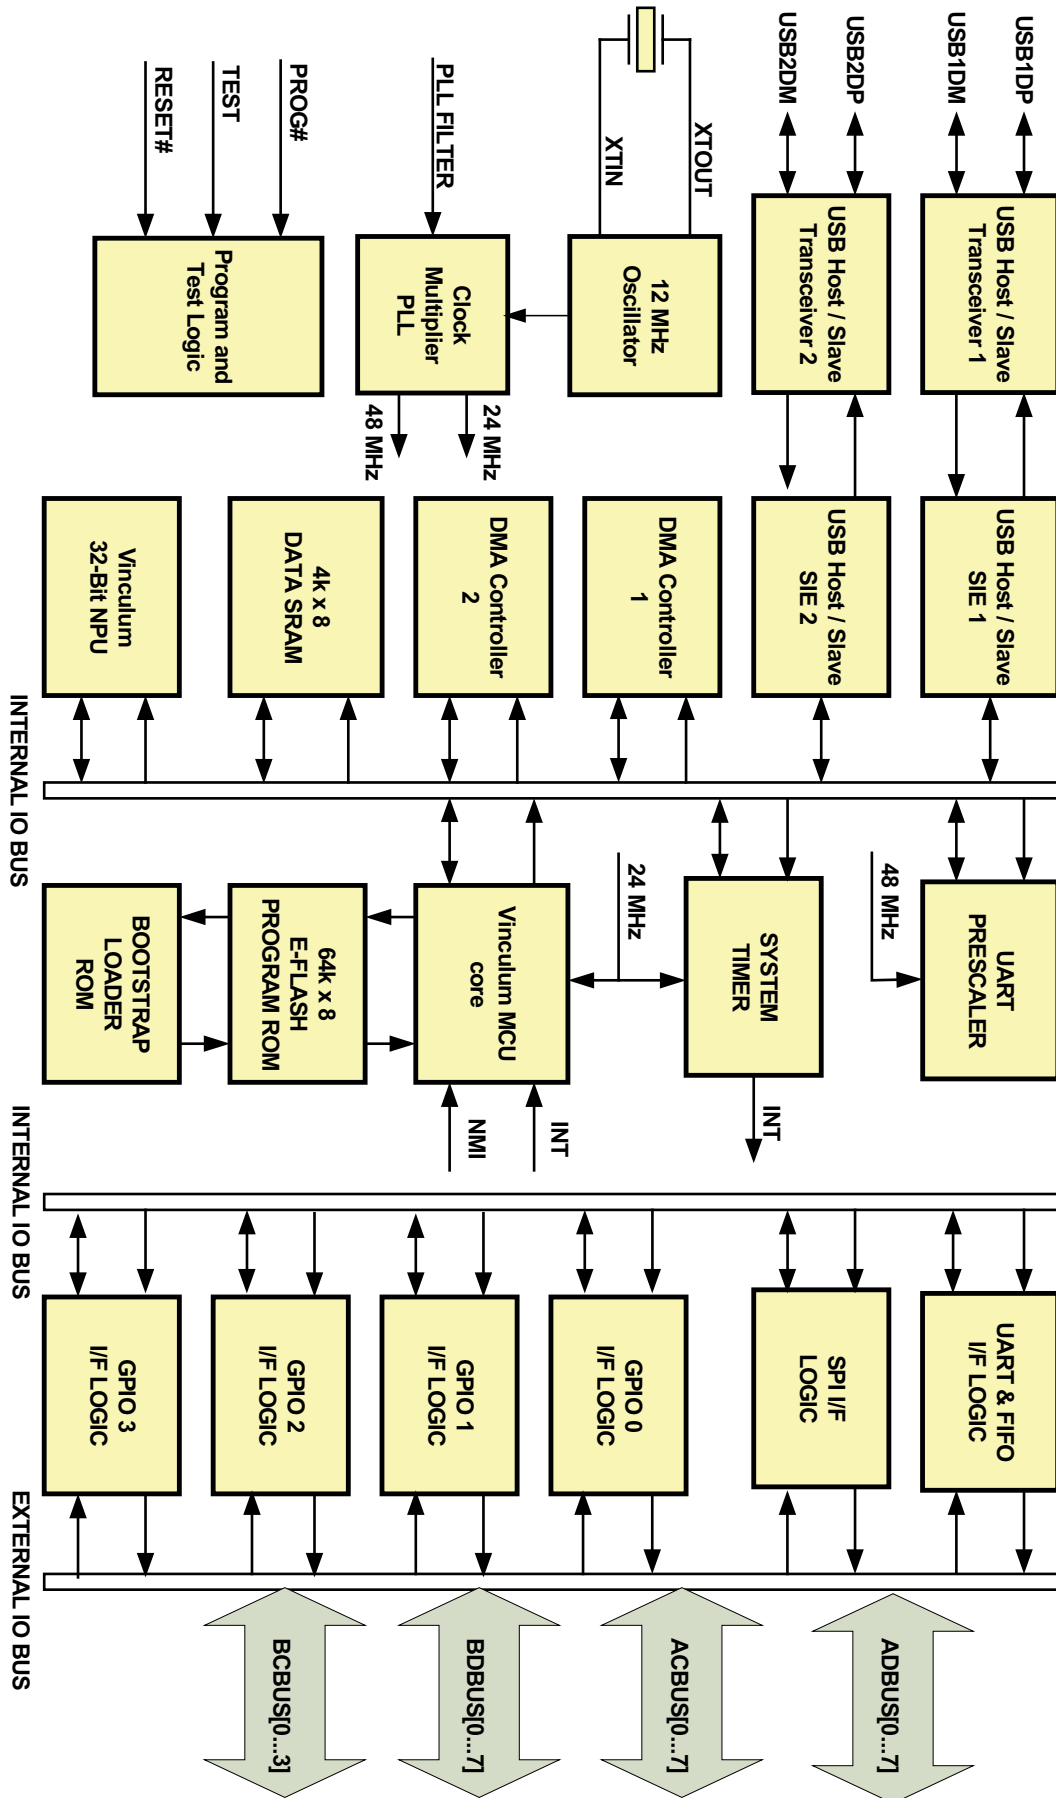 USB1DP
USB1DM
USB2DP
USB2DM
XTOUT
XTIN
PLL FILTER
PROG#
TEST
RESET#
USB Host / Slave
Transceiver 1
USB Host / Slave
Transceiver 2
12 MHz
Oscillator
Clock
Multiplier
PLL
24 MHz
48 MHz
Program and
Test Logic
USB Host / Slave
SIE 1
USB Host / Slave
SIE 2
DMA Controller
1
DMA Controller
2
4k x 8
DATA SRAM
Vinculum
32-Bit NPU
INTERNAL IO BUS
48 MHz
UART
PRESCALER
SYSTEM
TIMER
INT
24 MHz
Vinculum MCU
core
INT
NMI
64k x 8
E-FLASH
PROGRAM ROM
BOOTSTRAP
LOADER
ROM
INTERNAL IO BUS
UART & FIFO
I/F LOGIC
SPI I/F
LOGIC
GPIO 0
I/F LOGIC
GPIO 1
I/F LOGIC
GPIO 2
I/F LOGIC
GPIO 3
I/F LOGIC
EXTERNAL IO BUS
ADBUS[0...7]
ACBUS[0...7]
BDBUS[0...7]
BCBUS[0...3]